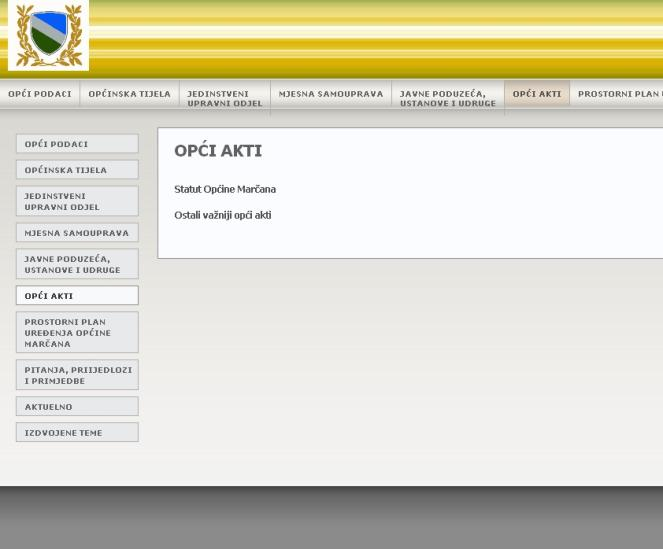 OPĆI PODACI
OPĆINSKA TIJELA
JEDINSTVENI
UPRAVNI ODJEL
MJESNA SAMOUPRAVA
JAVNE PODUZEĆA,
USTANOVE I UDRUGE
OPĆI AKTI
PROSTORNI PLAN
OPĆI PODACI
OPĆINSKA TIJELA
JEDINSTVENI
UPRAVNI ODJEL
MJESNA SAMOUPRAVA
JAVNE PODUZEĆA,
USTANOVE I UDRUGE
OPĆI AKTI
PROSTORNI PLAN
UREĐENJA OPĆINE
MARČANA
PITANJA, PRIIJEDLOZI
I PRIMJEDBE
AKTUELNO
IZDVOJENE TEME
OPĆI AKTI
Statut Općine Marčana
Ostali važniji opći akti